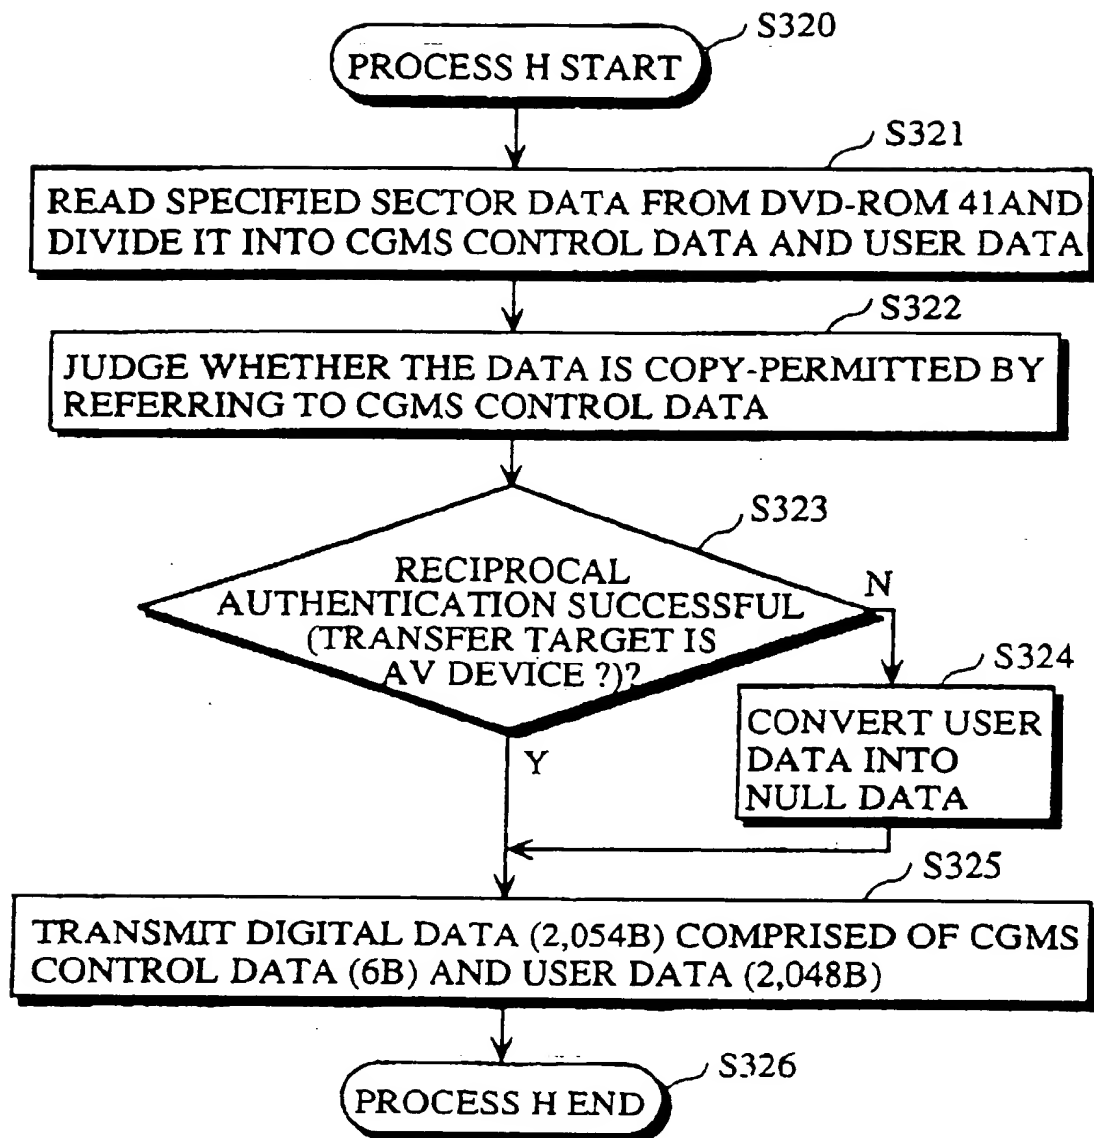 S320
PROCESS H START
S321
READ SPECIFIED SECTOR DATA FROM DVD-ROM 41AND
DIVIDE IT INTO CGMS CONTROL DATA AND USER DATA
S322
JUDGE WHETHER THE DATA IS COPY-PERMITTED BY
REFERRING TO CGMS CONTROL DATA
S323
RECIPROCAL
AUTHENTICATION SUCCESSFUL
(TRANSFER TARGET IS
AV DEVICE ?)?
N
S324
CONVERT USER
DATA INTO
NULL DATA
Y
S325
TRANSMIT DIGITAL DATA (2,054B) COMPRISED OF CGMS
CONTROL DATA (6B) AND USER DATA (2,048B)
S326
PROCESS H END